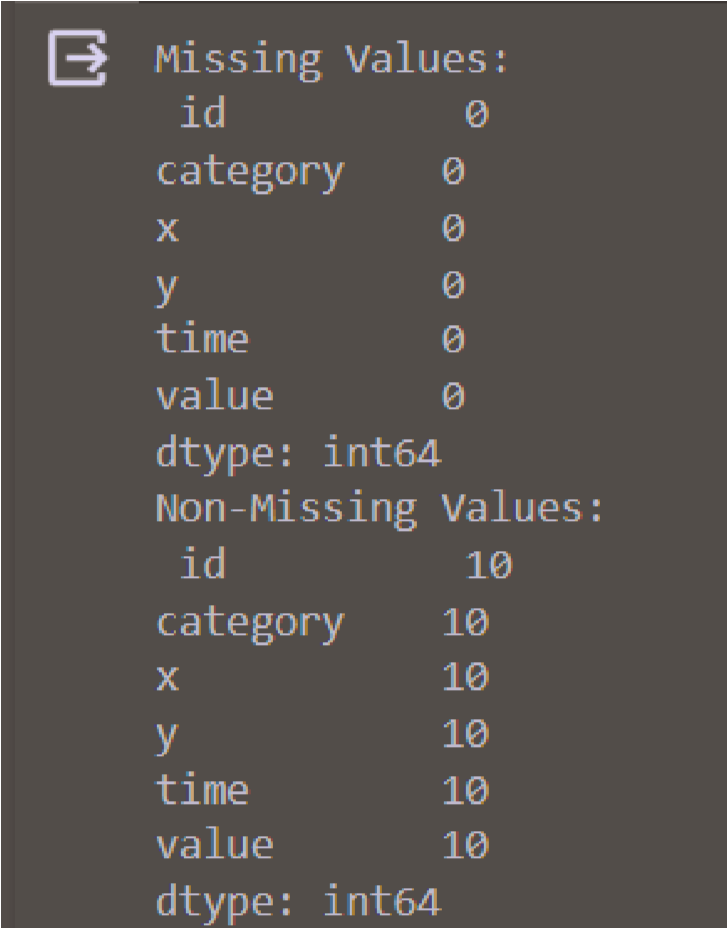 Missing Values:
 id          0
category    0
x           0
y           0
time        0
value       0
dtype: int64
Non-Missing Values:
 id          10
category    10
x           10
y           10
time        10
value       10
dtype: int64